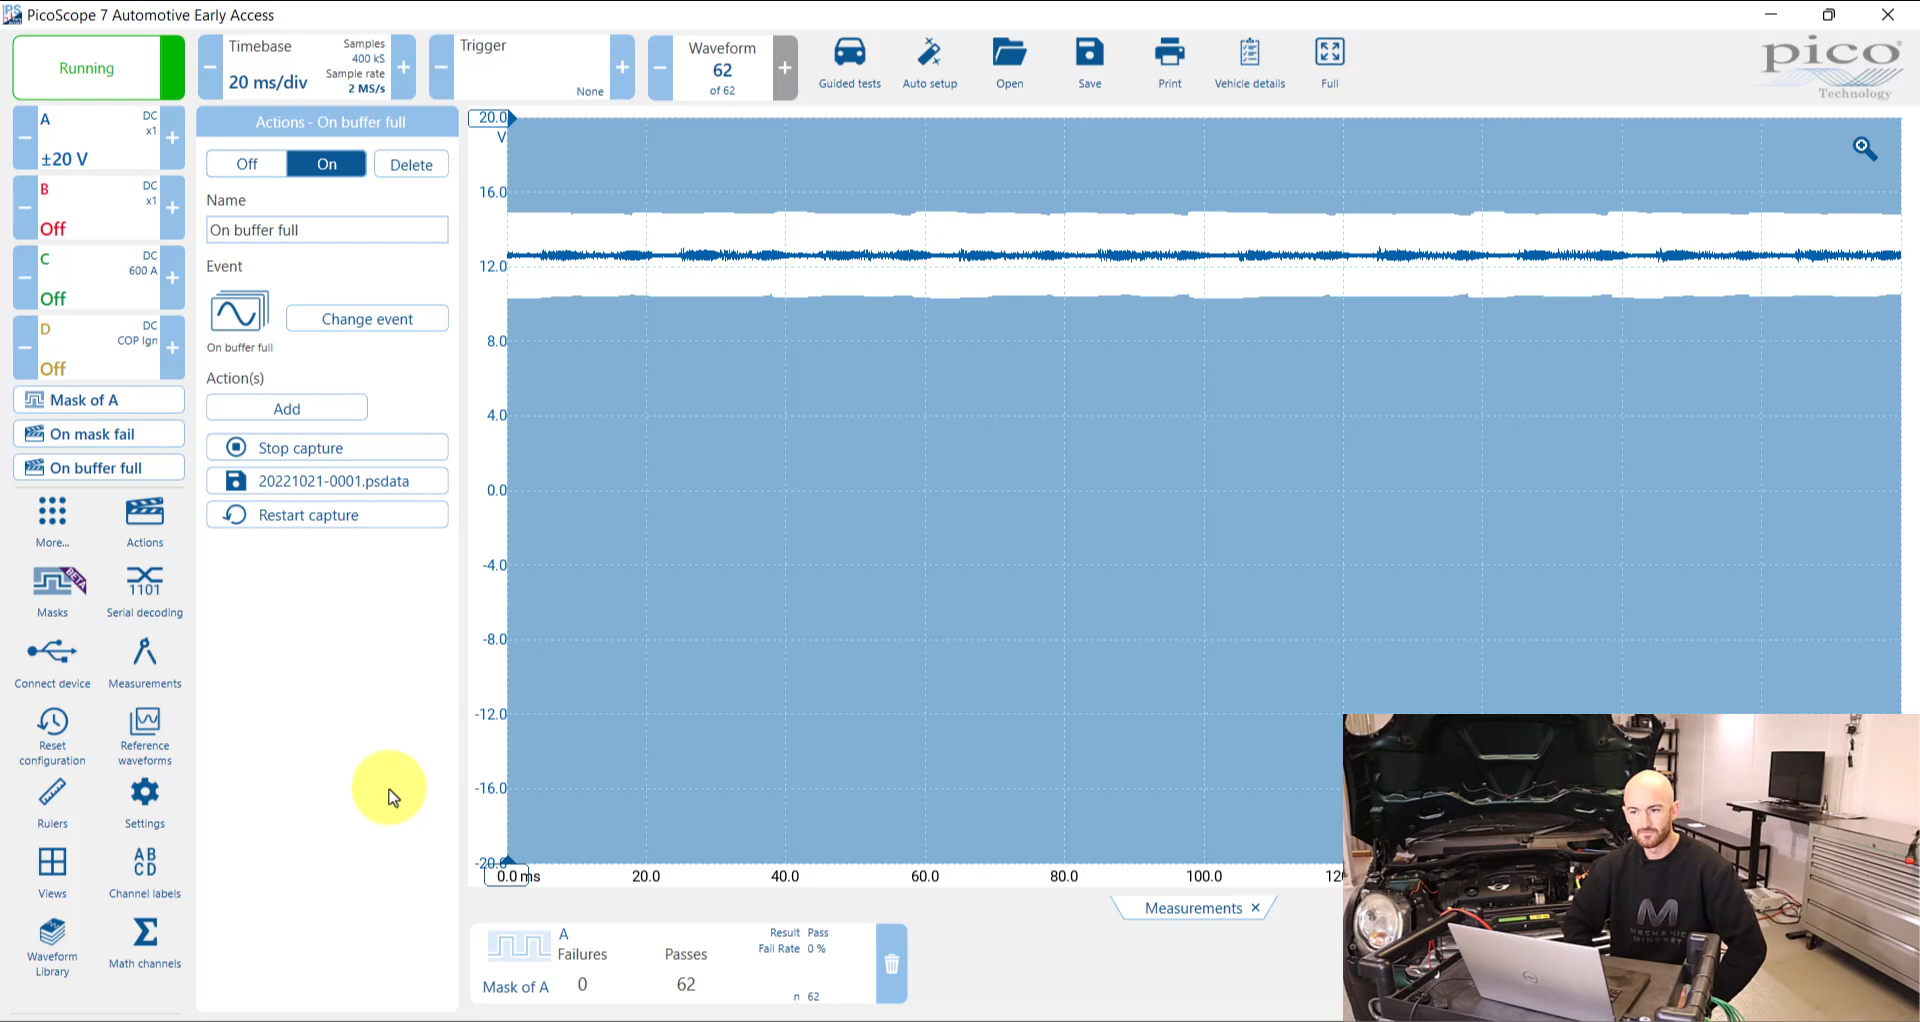 PicoScope 7 Automotive Early Access
Running
Timebase
20 ms/div
Samples
400 kS
Sample rate
2 MS/s
Trigger
None
Waveform
62
of 62
Guided tests
Auto setup
Open
Save
Print
Vehicle details
Full
pico
Technology
A
DC
x1
±20 V
B
DC
x1
Off
C
DC
600 A
Off
D
DC
COP Ign
Off
Mask of A
On mask fail
On buffer full
More...
Actions
BETA
Masks
1101
Serial decoding
Connect device
Measurements
Reset configuration
Reference waveforms
Rulers
Settings
Views
AB
CD
Channel labels
Waveform Library
Math channels
Actions - On buffer full
Off
On
Delete
Name
On buffer full
Event
Change event
On buffer full
Action(s)
Add
Stop capture
20221021-0001.psdata
Restart capture
20.0
V
16.0
12.0
8.0
4.0
0.0
-4.0
-8.0
-12.0
-16.0
-20.0
0.0 ms
20.0
40.0
60.0
80.0
100.0
Measurements ×
A
Failures
Passes
Result Pass
Fail Rate 0 %
Mask of A
0
62
n 62
M
MECHANIC
MINDSET